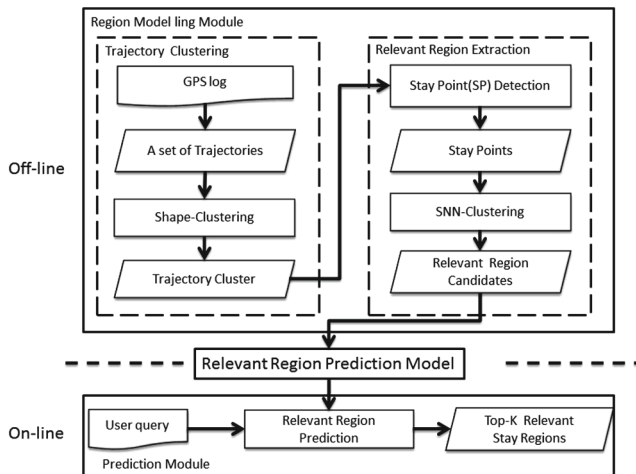 Region Model ling Module
Trajectory Clustering
GPS log
A set of Trajectories
Shape-Clustering
Trajectory Cluster
Relevant Region Extraction
Stay Point(SP) Detection
Stay Points
SNN-Clustering
Relevant Region
Candidates
Off-line
Relevant Region Prediction Model
On-line
User query
Relevant Region
Prediction
Top-K Relevant
Stay Regions
Prediction Module